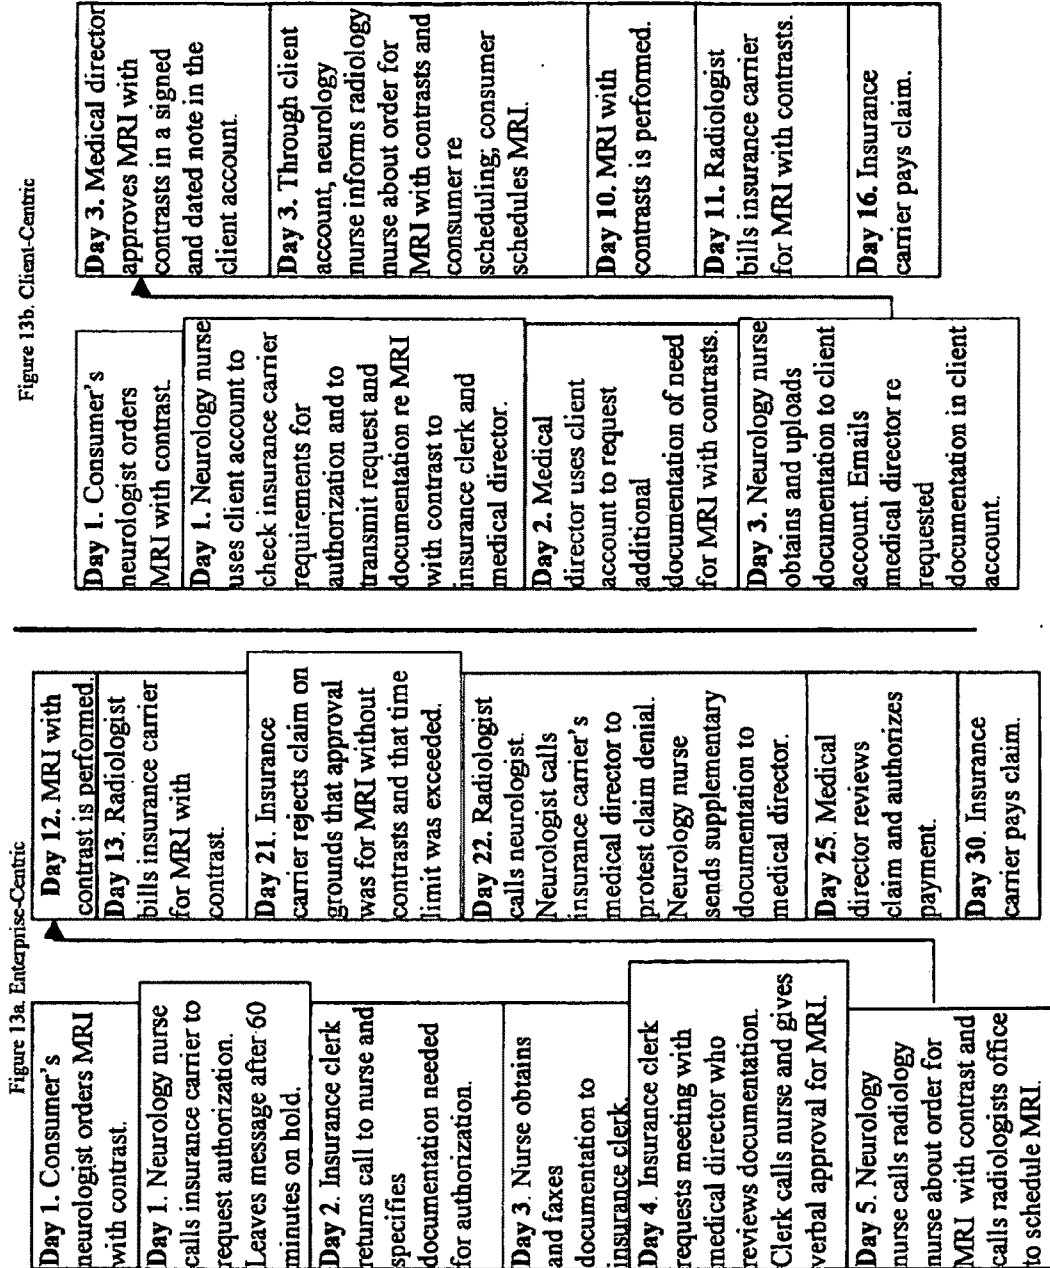 Figure 13a. Enterprise-Centric
Day 1. Consumer's
neurologist orders MRI
with contrast.
Day 1. Neurology nurse
calls insurance carrier to
request authorization.
Leaves message after 60
minutes on hold.
Day 2. Insurance clerk
returns call to nurse and
specifies
documentation needed
for authorization.
Day 3. Nurse obtains
and faxes
documentation to
insurance clerk.
Day 4. Insurance clerk
requests meeting with
medical director who
reviews documentation.
Clerk calls nurse and gives
verbal approval for MRI.
Day 5. Neurology
nurse calls radiology
nurse about order for
MRI with contrast and
calls radiologists office
to schedule MRI.
Day 12. MRI with
contrast is performed.
Day 13. Radiologist
bills insurance carrier
for MRI with
contrast.
Day 21. Insurance
carrier rejects claim on
grounds that approval
was for MRI without
contrasts and that time
limit was exceeded.
Day 22. Radiologist
calls neurologist.
Neurologist calls
insurance carrier's
medical director to
protest claim denial.
Neurology nurse
sends supplementary
documentation to
medical director.
Day 25. Medical
director reviews
claim and authorizes
payment.
Day 30. Insurance
carrier pays claim.
Figure 13b. Client-Centric
Day 1. Consumer's
neurologist orders
MRI with contrast.
Day 1. Neurology nurse
uses client account to
check insurance carrier
requirements for
authorization and to
transmit request and
documentation re MRI
with contrast to
insurance clerk and
medical director.
Day 2. Medical
director uses client
account to request
additional
documentation of need
for MRI with contrasts.
Day 3. Neurology nurse
obtains and uploads
documentation to client
account. Emails
medical director re
requested
documentation in client
account.
Day 3. Medical director
approves MRI with
contrasts in a signed
and dated note in the
client account.
Day 3. Through client
account, neurology
nurse informs radiology
nurse about order for
MRI with contrasts and
consumer re
scheduling; consumer
schedules MRI.
Day 10. MRI with
contrasts is performed.
Day 11. Radiologist
bills insurance carrier
for MRI with contrasts.
Day 16. Insurance
carrier pays claim.